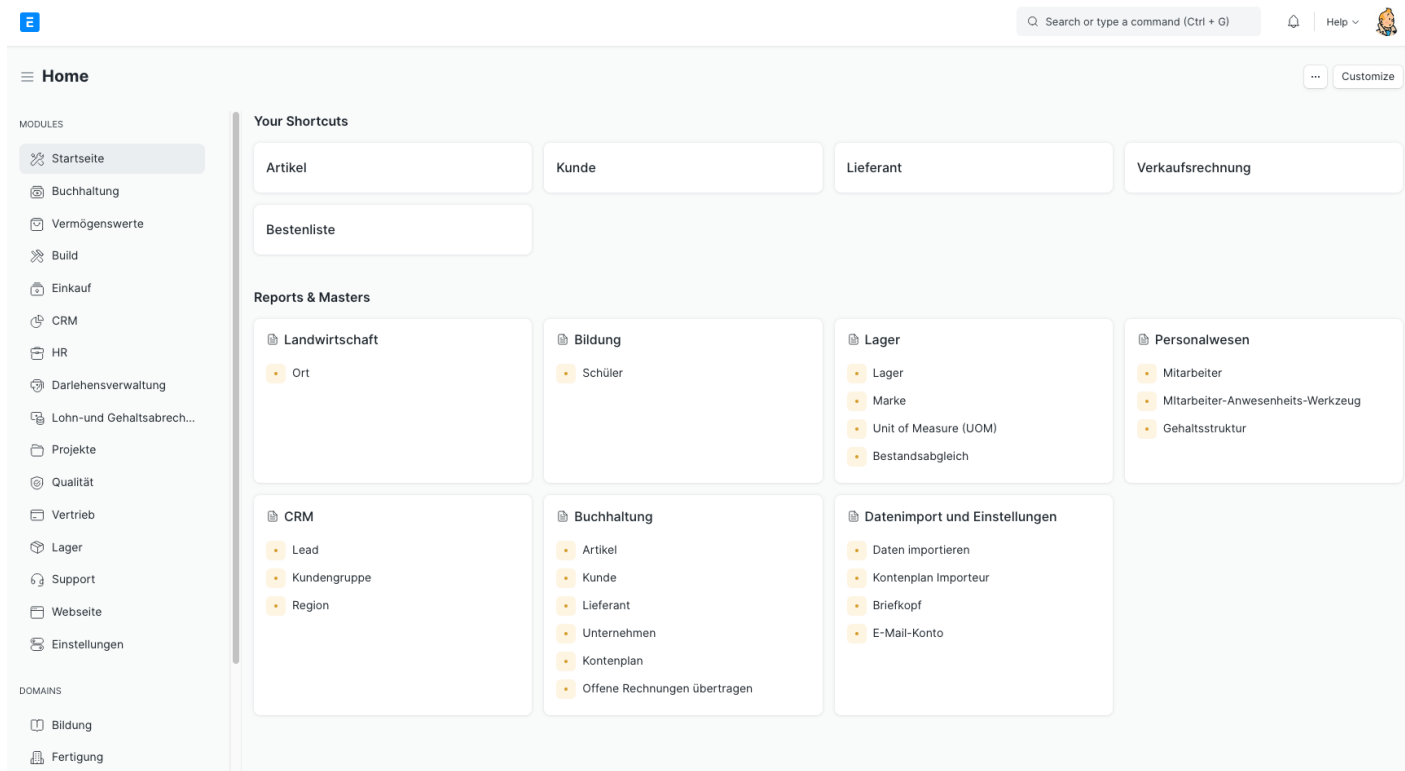 E
Search or type a command (Ctrl + G)
Help
Home
...
Customize
MODULES
Startseite
Buchhaltung
Vermögenswerte
Build
Einkauf
CRM
HR
Darlehensverwaltung
Lohn-und Gehaltsabrech...
Projekte
Qualität
Vertrieb
Lager
Support
Webseite
Einstellungen
DOMAINS
Bildung
Fertigung
Your Shortcuts
Artikel
Kunde
Lieferant
Verkaufsrechnung
Bestenliste
Reports & Masters
Landwirtschaft
Ort
Bildung
Schüler
Lager
Lager
Marke
Unit of Measure (UOM)
Bestandsabgleich
Personalwesen
Mitarbeiter
MItarbeiter-Anwesenheits-Werkzeug
Gehaltsstruktur
CRM
Lead
Kundengruppe
Region
Buchhaltung
Artikel
Kunde
Lieferant
Unternehmen
Kontenplan
Offene Rechnungen übertragen
Datenimport und Einstellungen
Daten importieren
Kontenplan Importeur
Briefkopf
E-Mail-Konto